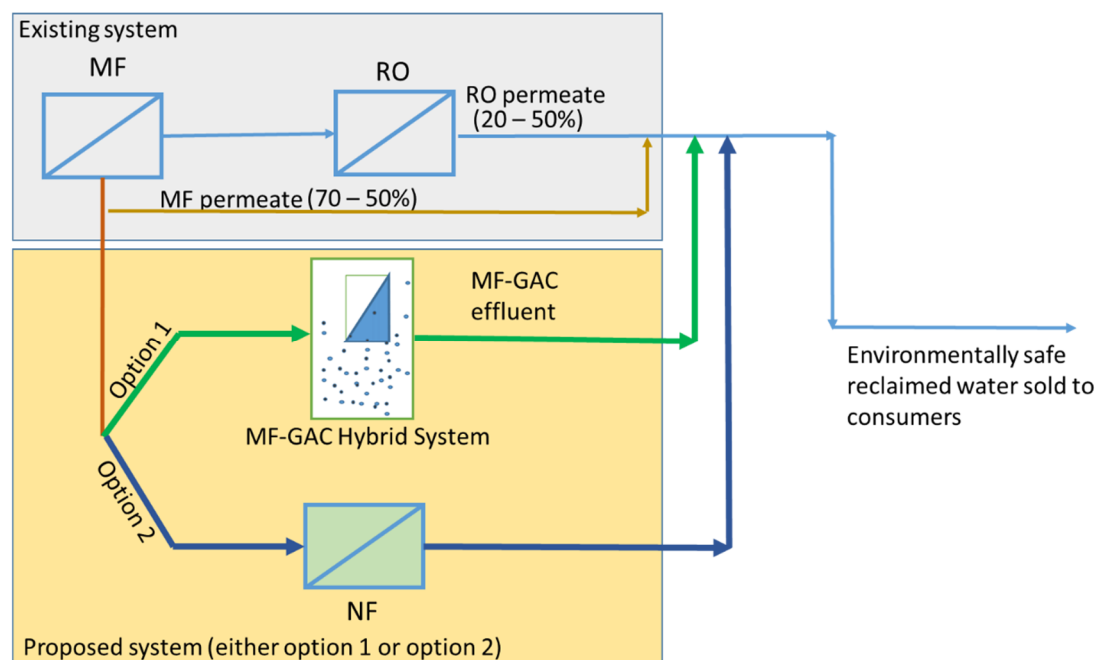 Existing system
MF
RO
RO permeate
(20 – 50%)
MF permeate (70 – 50%)
MF-GAC
effluent
Option 1
MF-GAC Hybrid System
Option 2
NF
Proposed system (either option 1 or option 2)
Environmentally safe
reclaimed water sold to
consumers